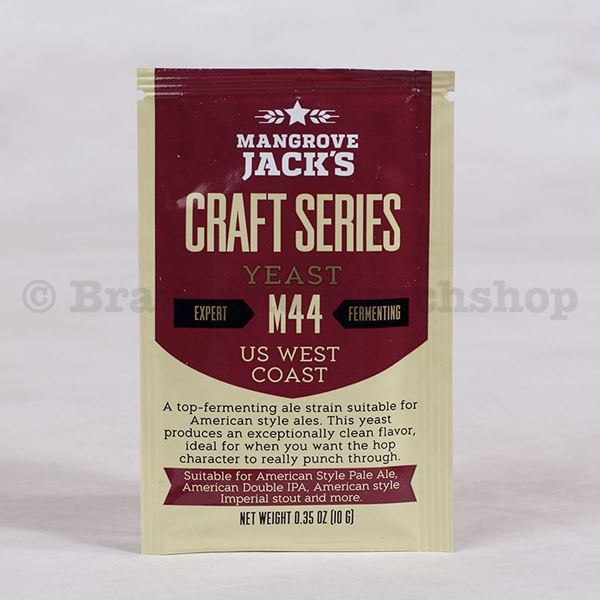 MANGROVE
JACK'S
CRAFT SERIES
YEAST
EXPERT M44 FERMENTING
US WEST
COAST
A top-fermenting ale strain suitable for
American style ales. This yeast
produces an exceptionally clean flavor,
ideal for when you want the hop
character to really punch through.
Suitable for American Style Pale Ale,
American Double IPA, American style
Imperial stout and more.
NET WEIGHT 0.35 OZ (10 G)
©